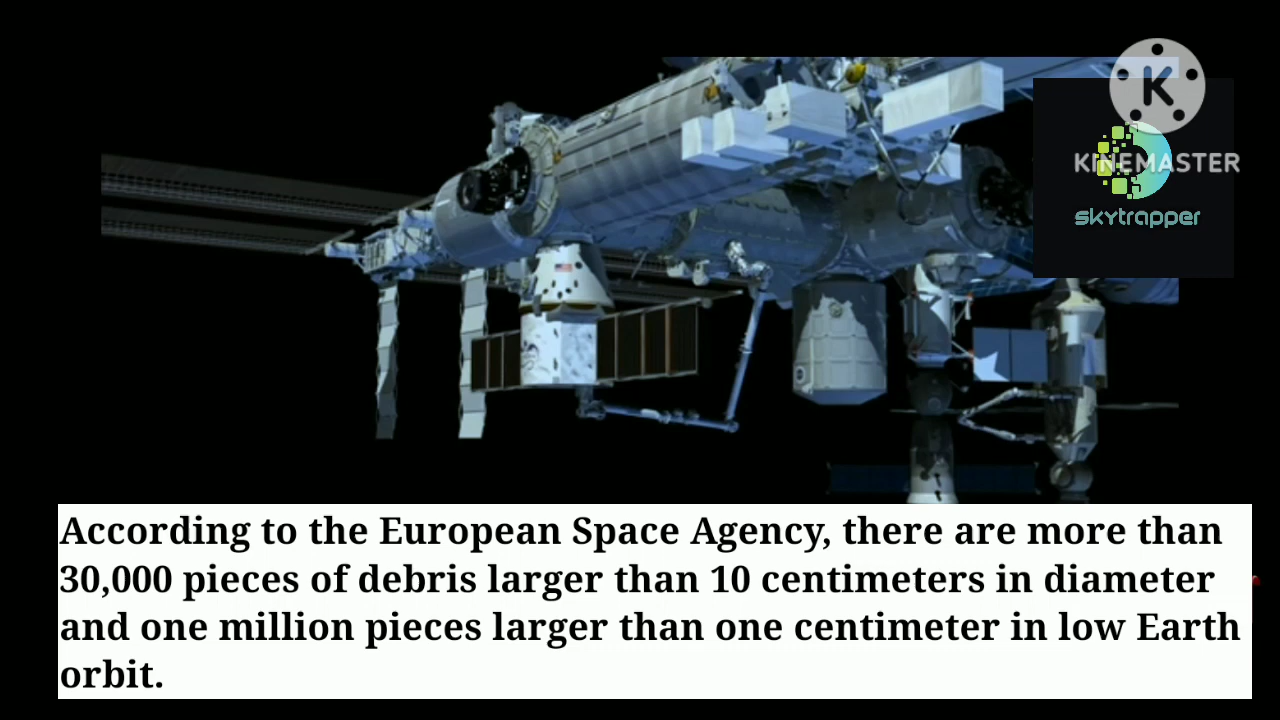 KINEMASTER
skytrapper
According to the European Space Agency, there are more than
30,000 pieces of debris larger than 10 centimeters in diameter
and one million pieces larger than one centimeter in low Earth
orbit.